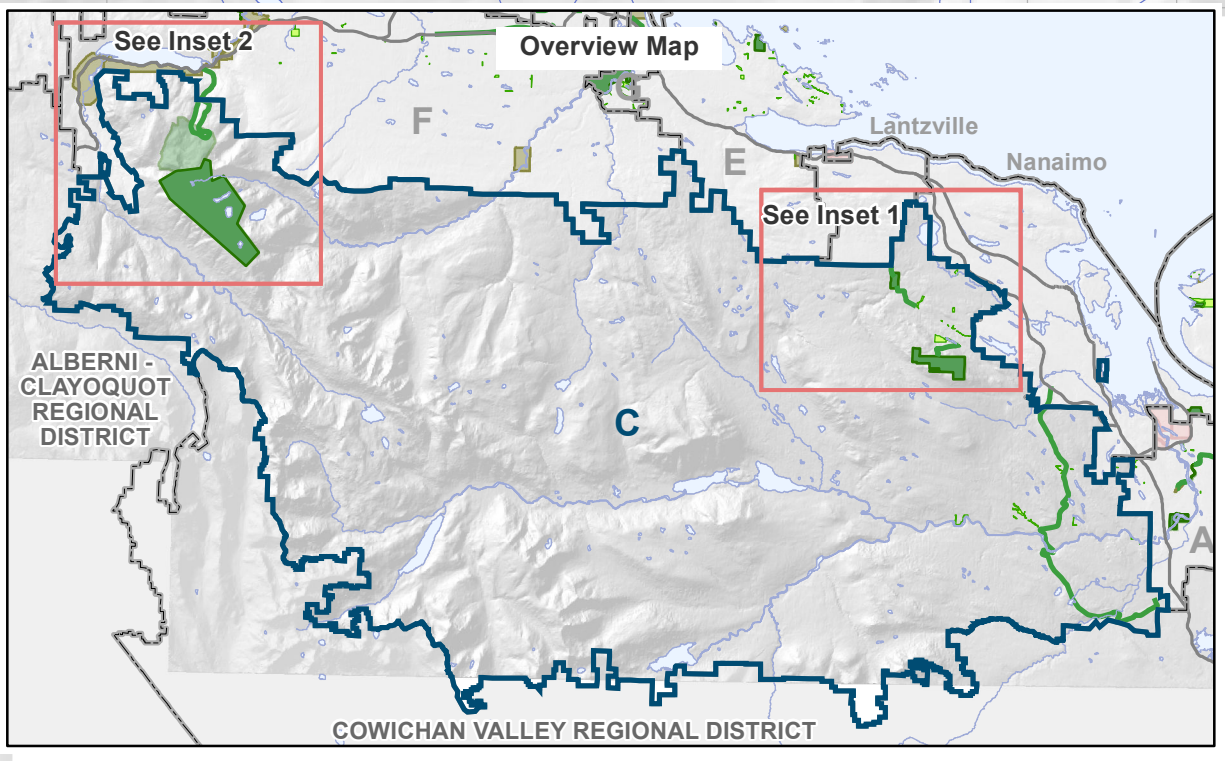 See Inset 2
Overview Map
G
F
Lantzville
E
Nanaimo
See Inset 1
ALBERNI -
CLAYOQUOT
REGIONAL
DISTRICT
C
A
COWICHAN VALLEY REGIONAL DISTRICT